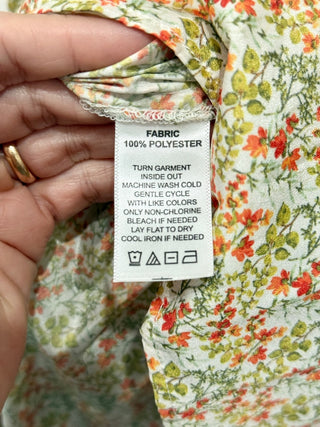 FABRIC
100% POLYESTER
TURN GARMENT
INSIDE OUT
MACHINE WASH COLD
GENTLE CYCLE
WITH LIKE COLORS
ONLY NON-CHLORINE
BLEACH IF NEEDED
LAY FLAT TO DRY
COOL IRON IF NEEDED